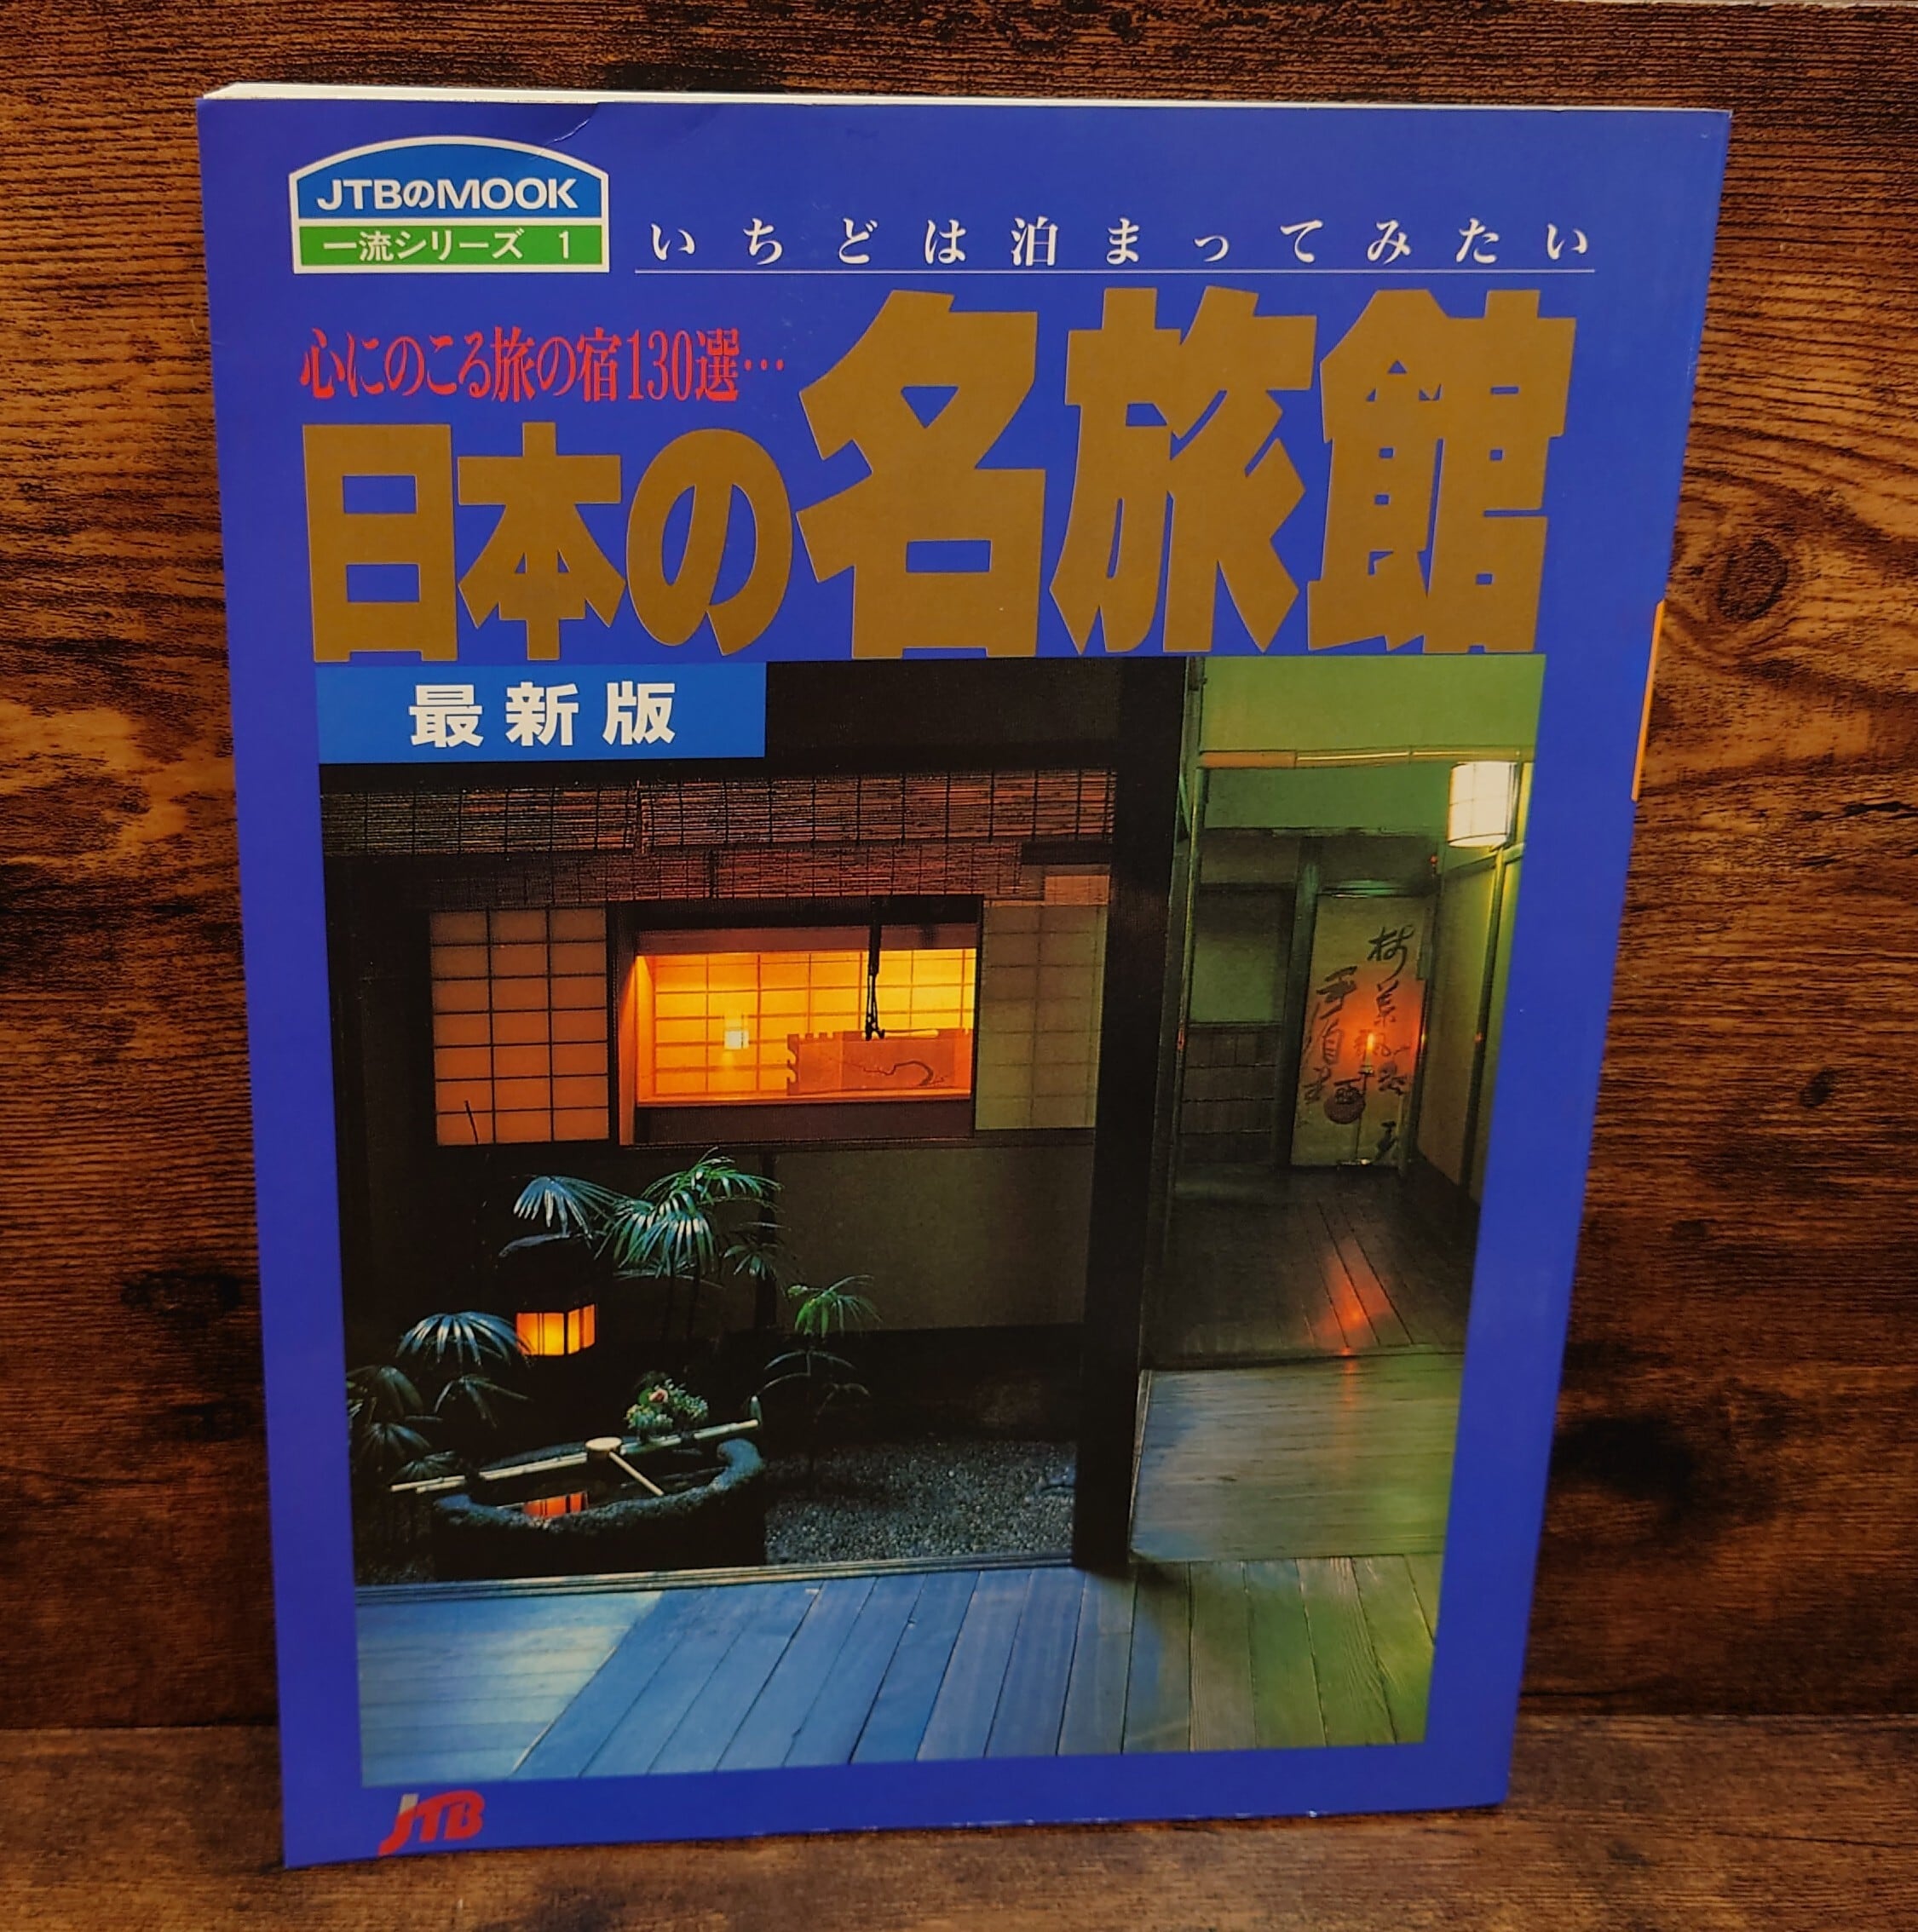 JTBのMOOK
一流シリーズ 1
いちどは泊まってみたい
心にのこる旅の宿130選…
日本の名旅館
最新版
JTB